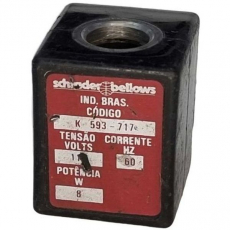 schrader bellows
IND. BRAS.
CÓDIGO
K 593-717
TENSÃO CORRENTE
VOLTS HZ
60
POTÊNCIA
W
8